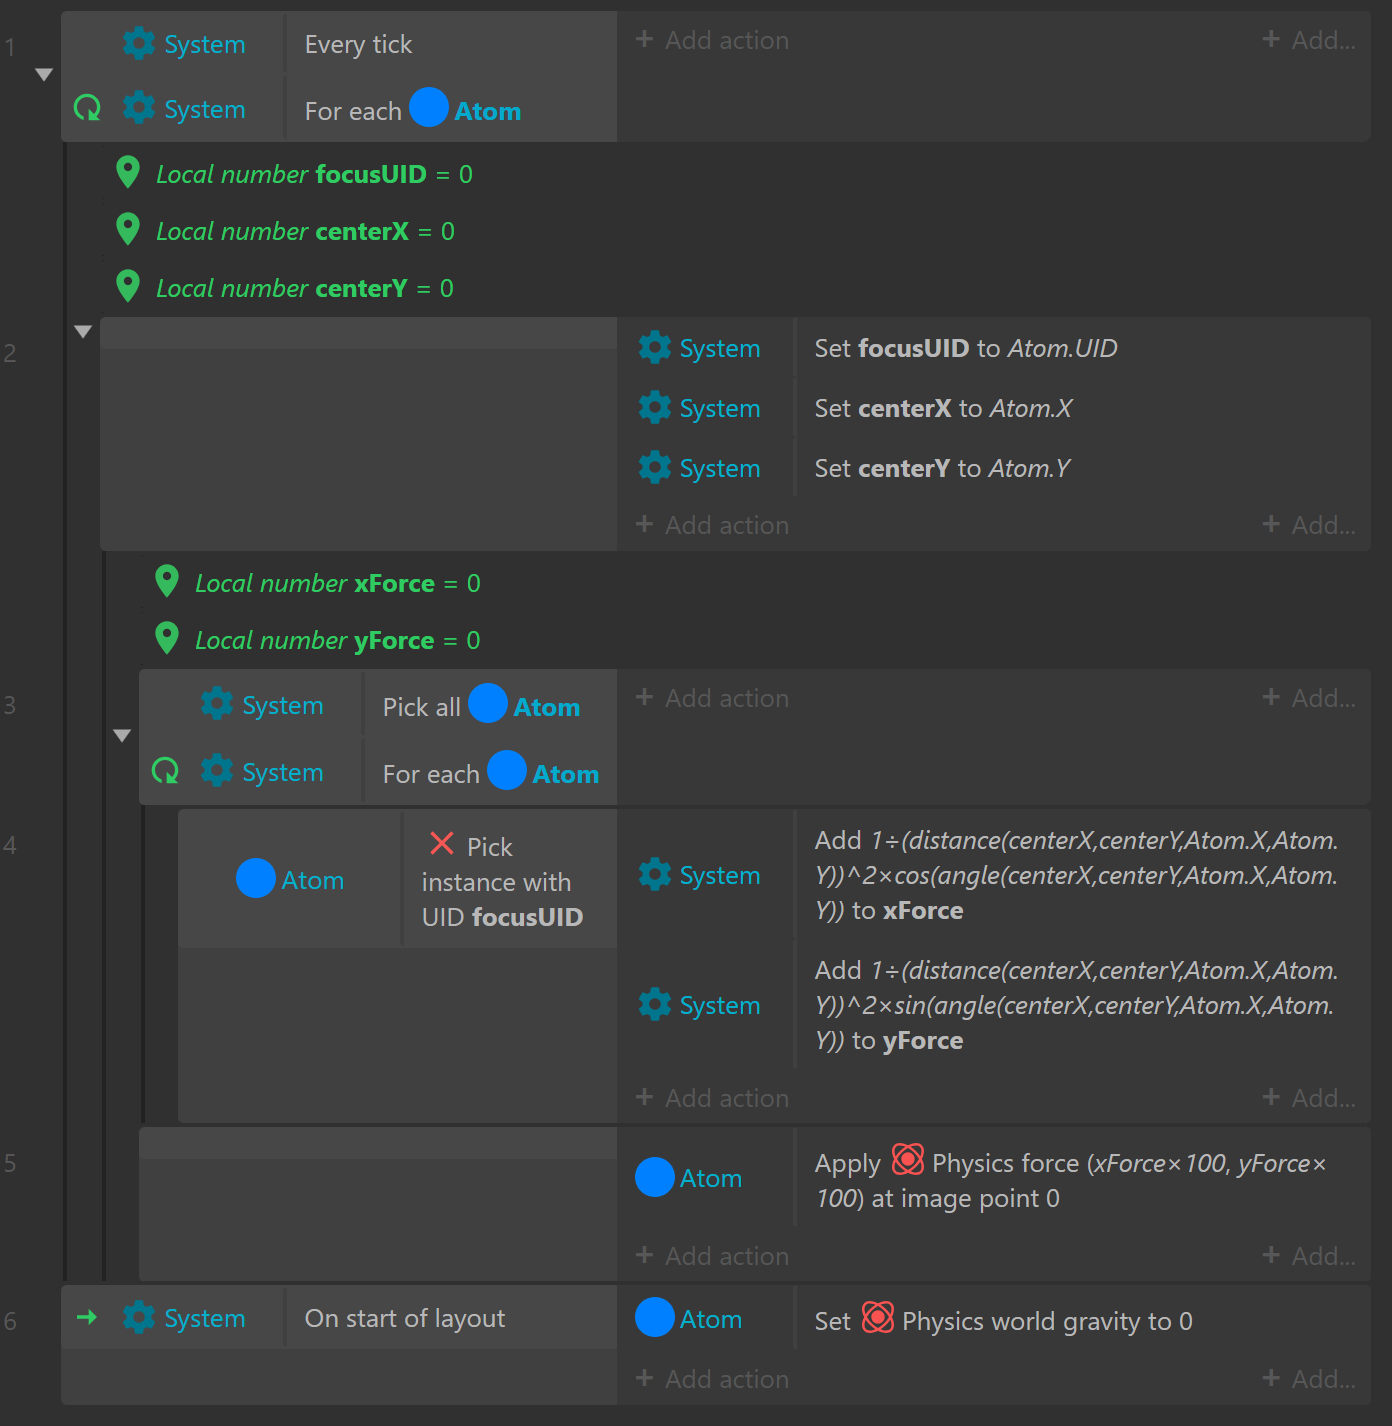 1
System Every tick
+ Add action
+ Add...
System For each Atom
Local number focusUID = 0
Local number centerX = 0
Local number centerY = 0
2
System Set focusUID to Atom.UID
System Set centerX to Atom.X
System Set centerY to Atom.Y
+ Add action
+ Add...
Local number xForce = 0
Local number yForce = 0
3
System Pick all Atom
+ Add action
+ Add...
System For each Atom
4
Atom
Pick
instance with
UID focusUID
System
Add 1÷(distance(centerX,centerY,Atom.X,Atom.
Y))^2×cos(angle(centerX,centerY,Atom.X,Atom.
Y)) to xForce
System
Add 1÷(distance(centerX,centerY,Atom.X,Atom.
Y))^2×sin(angle(centerX,centerY,Atom.X,Atom.
Y)) to yForce
+ Add action
+ Add...
5
Atom
Apply Physics force (xForce×100, yForce×
100) at image point 0
+ Add action
+ Add...
6
System On start of layout
Atom Set Physics world gravity to 0
+ Add action
+ Add...